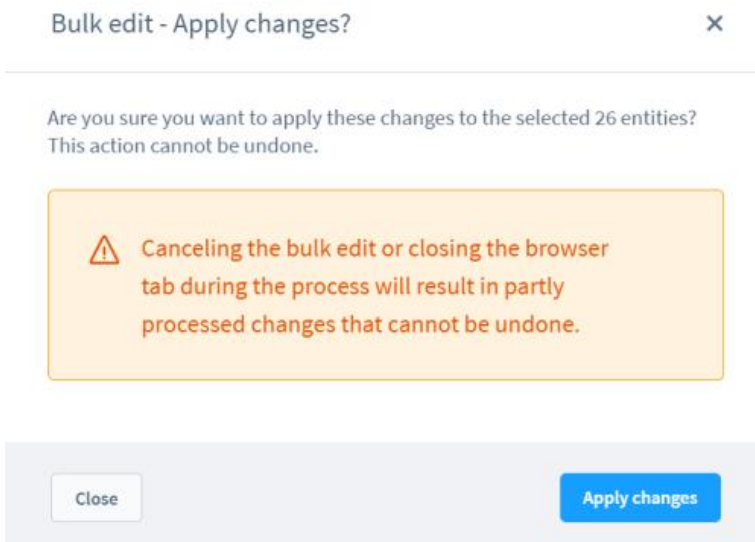 Bulk edit - Apply changes?
Are you sure you want to apply these changes to the selected 26 entities?
This action cannot be undone.
Canceling the bulk edit or closing the browser
tab during the process will result in partly
processed changes that cannot be undone.
Close
Apply changes